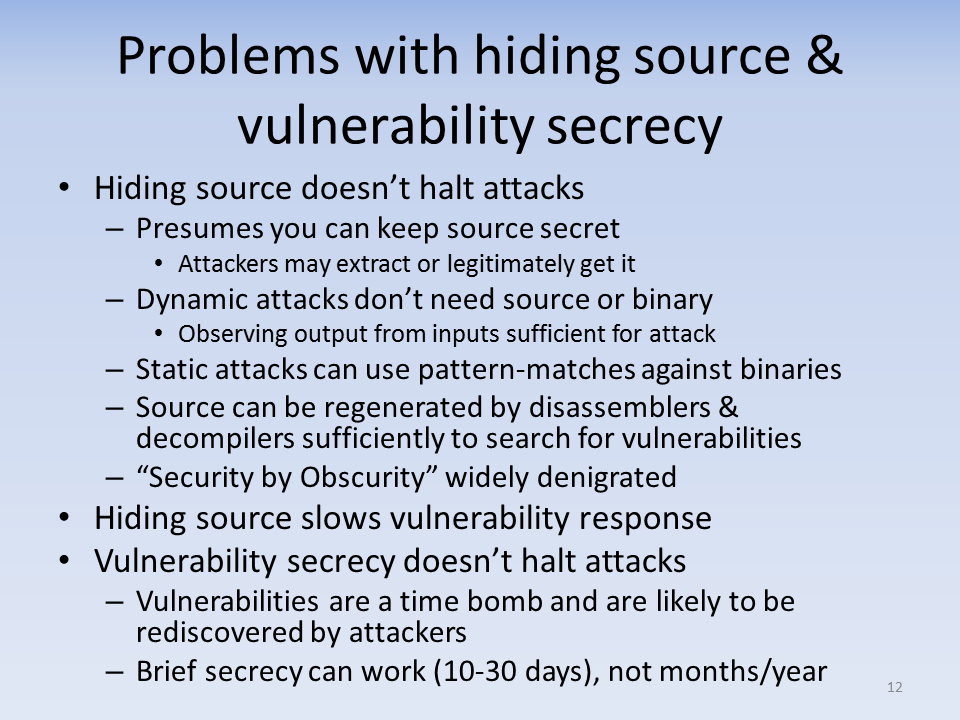 Problems with hiding source &
vulnerability secrecy
• Hiding source doesn’t halt attacks
– Presumes you can keep source secret
• Attackers may extract or legitimately get it
– Dynamic attacks don’t need source or binary
• Observing output from inputs sufficient for attack
– Static attacks can use pattern-matches against binaries
– Source can be regenerated by disassemblers &
decompilers sufficiently to search for vulnerabilities
– “Security by Obscurity” widely denigrated
• Hiding source slows vulnerability response
• Vulnerability secrecy doesn’t halt attacks
– Vulnerabilities are a time bomb and are likely to be
rediscovered by attackers
– Brief secrecy can work (10-30 days), not months/year
12